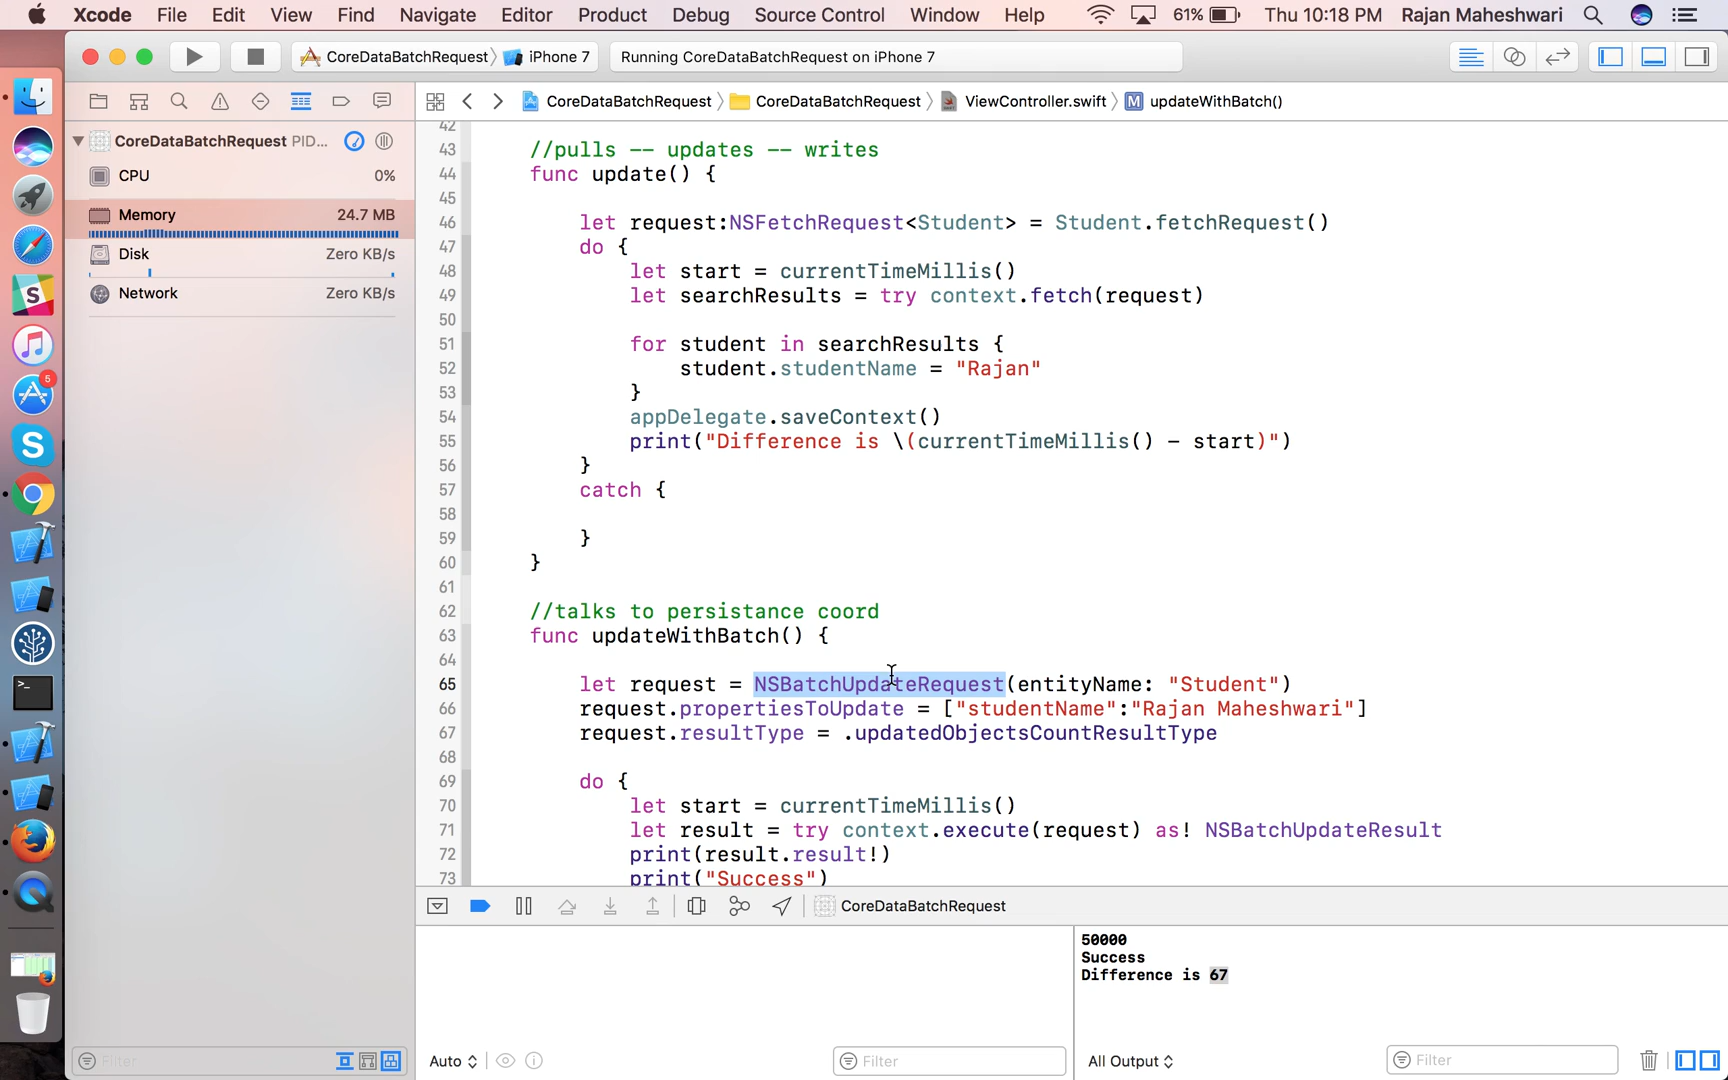 Xcode File Edit View Find Navigate Editor Product Debug Source Control Window Help 61% Thu 10:18 PM Rajan Maheshwari
CoreDataBatchRequest iPhone 7 Running CoreDataBatchRequest on iPhone 7
CoreDataBatchRequest CoreDataBatchRequest ViewController.swift M updateWithBatch()
CoreDataBatchRequest PID...
CPU 0%
Memory 24.7 MB
Disk Zero KB/s
Network Zero KB/s
5
S
S
>_
42
43 //pulls -- updates -- writes
44 func update() {
45
46 let request:NSFetchRequest<Student> = Student.fetchRequest()
47 do {
48 let start = currentTimeMillis()
49 let searchResults = try context.fetch(request)
50
51 for student in searchResults {
52 student.studentName = "Rajan"
53 }
54 appDelegate.saveContext()
55 print("Difference is \(currentTimeMillis() - start)")
56 }
57 catch {
58
59 }
60 }
61
62 //talks to persistance coord
63 func updateWithBatch() {
64
65 let request = NSBatchUpdateRequest(entityName: "Student")
66 request.propertiesToUpdate = ["studentName":"Rajan Maheshwari"]
67 request.resultType = .updatedObjectsCountResultType
68
69 do {
70 let start = currentTimeMillis()
71 let result = try context.execute(request) as! NSBatchUpdateResult
72 print(result.result!)
73 print("Success")
CoreDataBatchRequest
50000
Success
Difference is 67
Filter
Auto
Filter
All Output
Filter